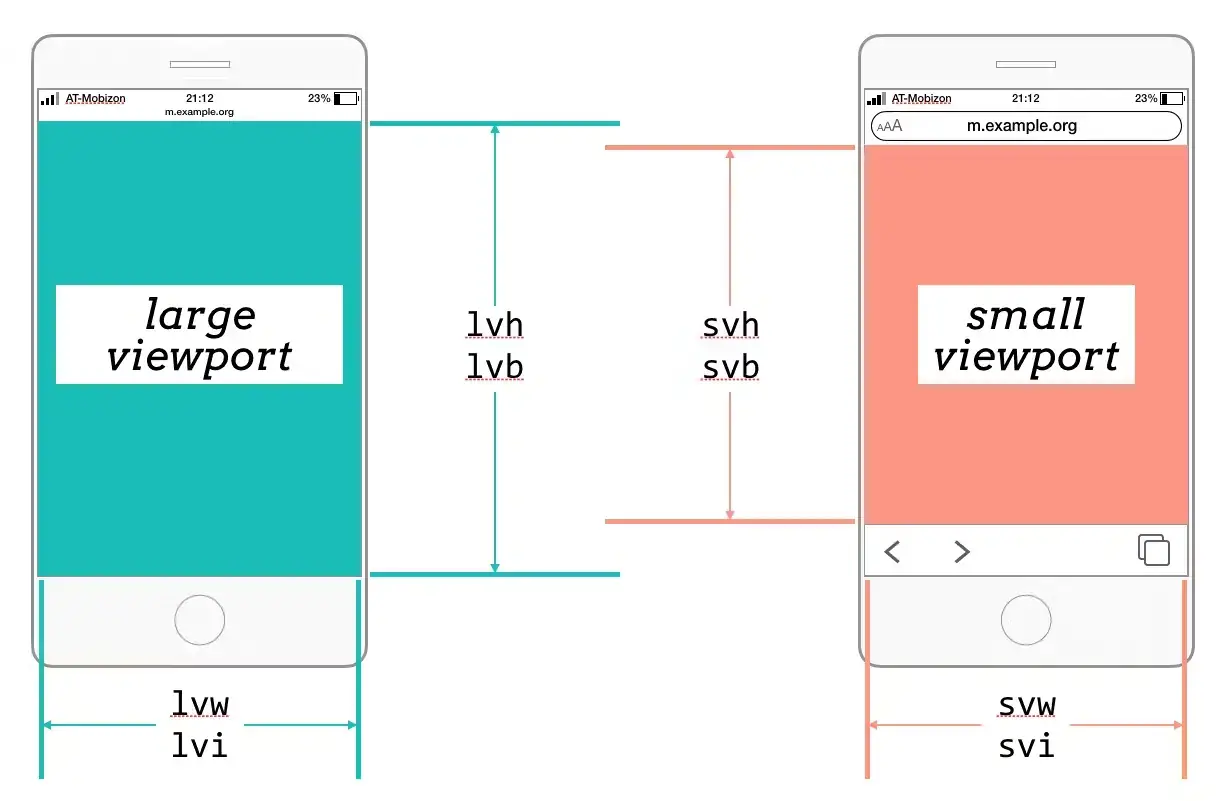 AT-Mobizon 21:12 23%
m.example.org
large
viewport
lvh
lvb
lvw
lvi
svh
svb
AT-Mobizon 21:12 23%
AAA m.example.org
small
viewport
svw
svi